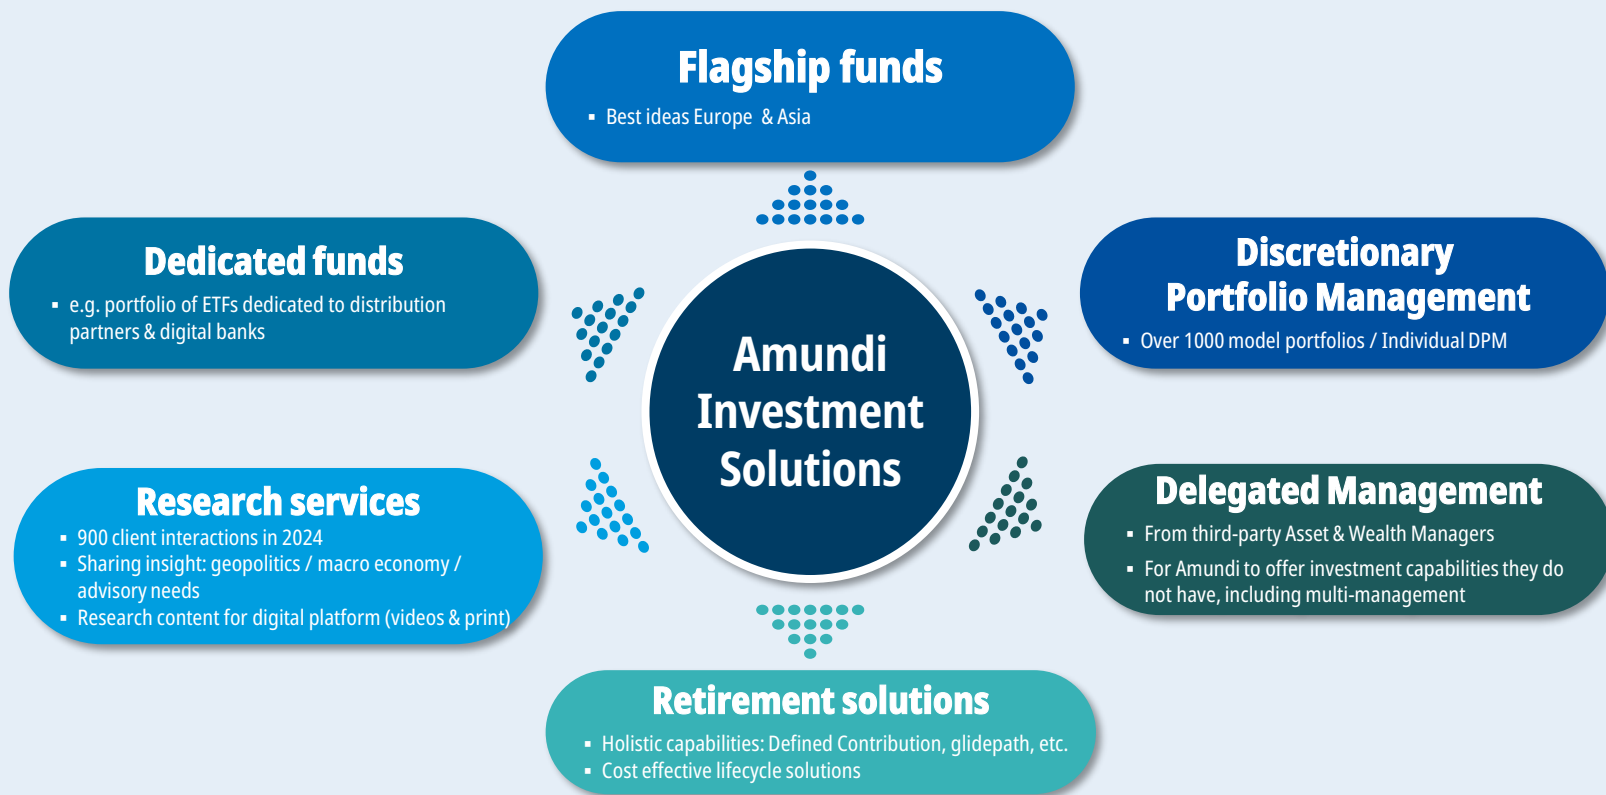 Flagship funds
▪ Best ideas Europe & Asia
Dedicated funds
▪ e.g. portfolio of ETFs dedicated to distribution
partners & digital banks
Discretionary
Portfolio Management
▪ Over 1000 model portfolios / Individual DPM
Amundi
Investment
Solutions
Research services
▪ 900 client interactions in 2024
▪ Sharing insight: geopolitics / macro economy /
advisory needs
▪ Research content for digital platform (videos & print)
Delegated Management
▪ From third-party Asset & Wealth Managers
▪ For Amundi to offer investment capabilities they do
not have, including multi-management
Retirement solutions
▪ Holistic capabilities: Defined Contribution, glidepath, etc.
▪ Cost effective lifecycle solutions